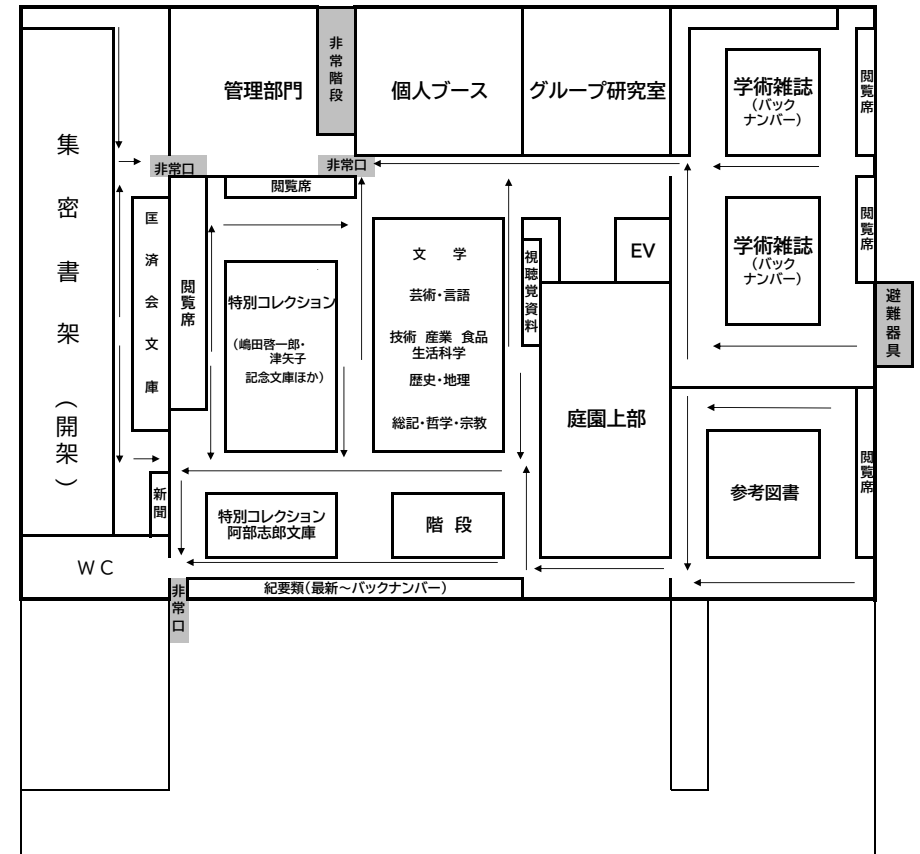 非常階段
管理部門
個人ブース
グループ研究室
学術雑誌
（バック
ナンバー）
閲覧席
集密書架（開架）
非常口
非常口
閲覧席
匡済会文庫
閲覧席
特別コレクション
（嶋田啓一郎・
津矢子
記念文庫ほか）
文　学
芸術・言語
技術　産業　食品
生活科学
歴史・地理
総記・哲学・宗教
視聴覚資料
EV
学術雑誌
（バック
ナンバー）
閲覧席
避難器具
庭園上部
新聞
特別コレクション
阿部志郎文庫
階段
参考図書
閲覧席
ＷＣ
非常口
紀要類（最新～バックナンバー）